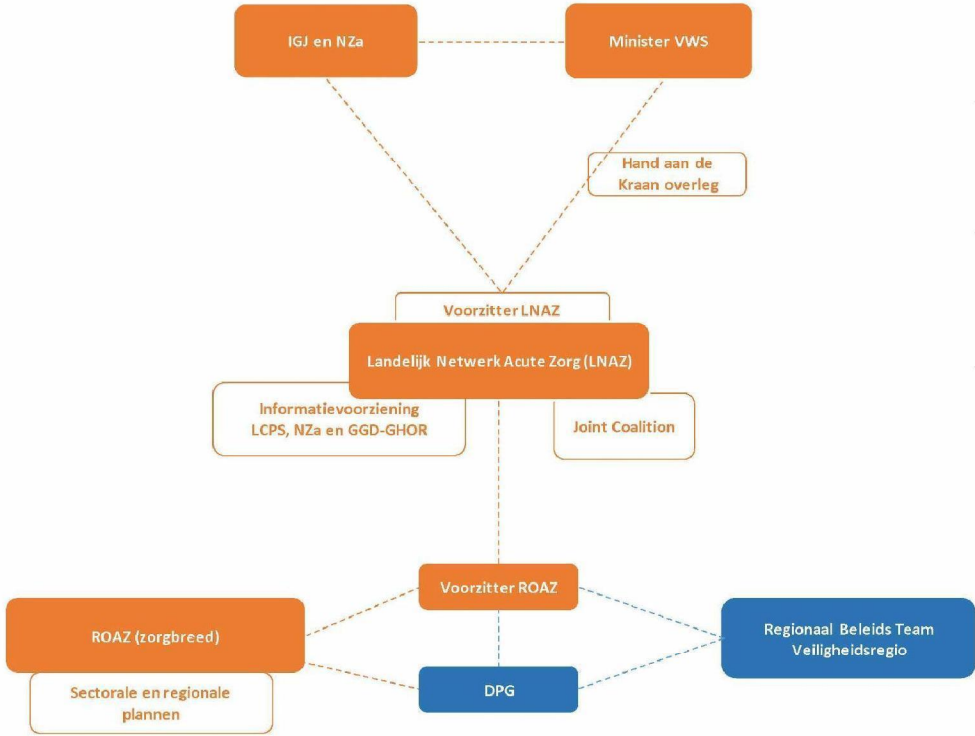 IGJ en NZa
Minister VWS
Hand aan de
Kraan overleg
Voorzitter LNAZ
Landelijk Netwerk Acute Zorg (LNAZ)
Informatievoorziening
LCPS, NZa en GGD-GHOR
Joint Coalition
Voorzitter ROAZ
ROAZ (zorgbreed)
Regionaal Beleids Team
Veiligheidsregio
DPG
Sectorale en regionale
plannen